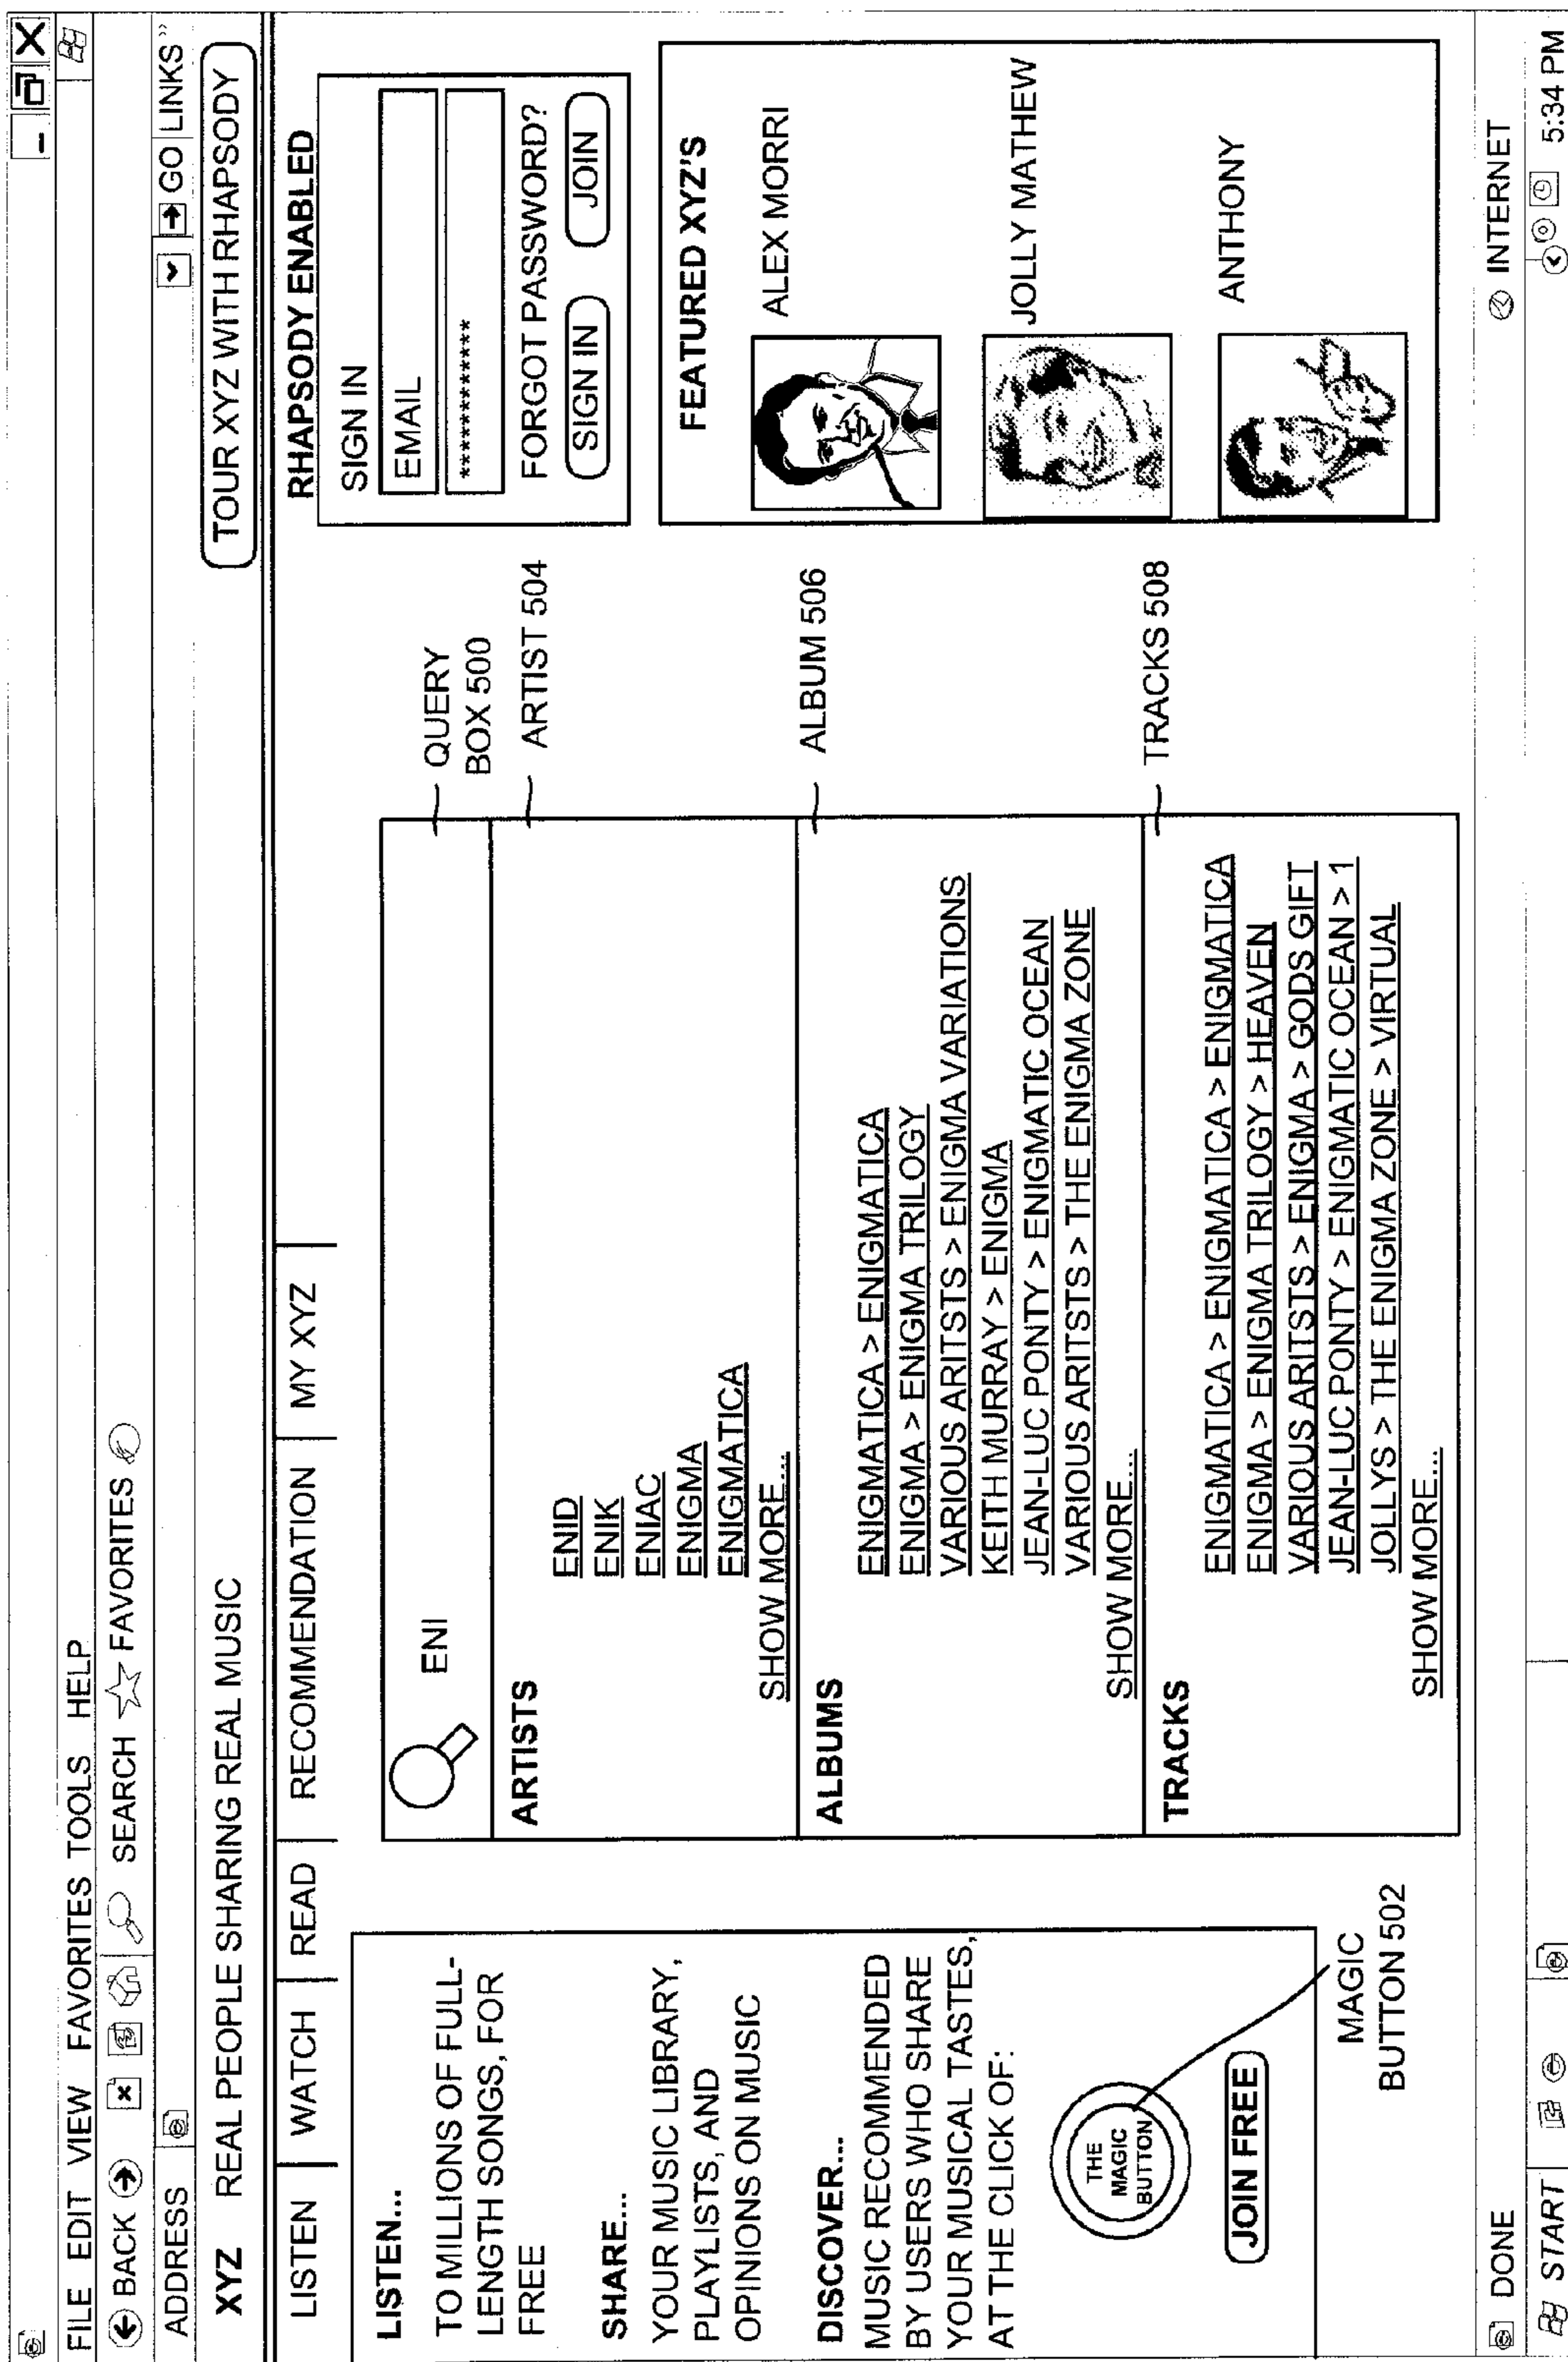 FILE EDIT VIEW FAVORITES TOOLS HELP
BACK SEARCH FAVORITES
ADDRESS GO LINKS "
XYZ REAL PEOPLE SHARING REAL MUSIC TOUR XYZ WITH RHAPSODY
LISTEN WATCH READ RECOMMENDATION MY XYZ
LISTEN...
TO MILLIONS OF FULL-
LENGTH SONGS, FOR
FREE
SHARE...
YOUR MUSIC LIBRARY,
PLAYLISTS, AND
OPINIONS ON MUSIC
DISCOVER...
MUSIC RECOMMENDED
BY USERS WHO SHARE
YOUR MUSICAL TASTES,
AT THE CLICK OF:
THE
MAGIC
BUTTON
JOIN FREE
MAGIC
BUTTON 502
ENI
ARTISTS
ENID
ENIK
ENIAC
ENIGMA
ENIGMATICA
SHOW MORE...
ALBUMS
ENIGMATICA > ENIGMATICA
ENIGMA > ENIGMA TRILOGY
VARIOUS ARITSTS > ENIGMA VARIATIONS
KEITH MURRAY > ENIGMA
JEAN-LUC PONTY > ENIGMATIC OCEAN
VARIOUS ARITSTS > THE ENIGMA ZONE
SHOW MORE...
TRACKS
ENIGMATICA > ENIGMATICA > ENIGMATICA
ENIGMA > ENIGMA TRILOGY > HEAVEN
VARIOUS ARITSTS > ENIGMA > GODS GIFT
JEAN-LUC PONTY > ENIGMATIC OCEAN > 1
JOLLYS > THE ENIGMA ZONE > VIRTUAL
SHOW MORE...
QUERY
BOX 500
ARTIST 504
ALBUM 506
TRACKS 508
RHAPSODY ENABLED
SIGN IN
EMAIL
***********
FORGOT PASSWORD?
SIGN IN JOIN
FEATURED XYZ'S
ALEX MORRI
JOLLY MATHEW
ANTHONY
DONE INTERNET
START 5:34 PM